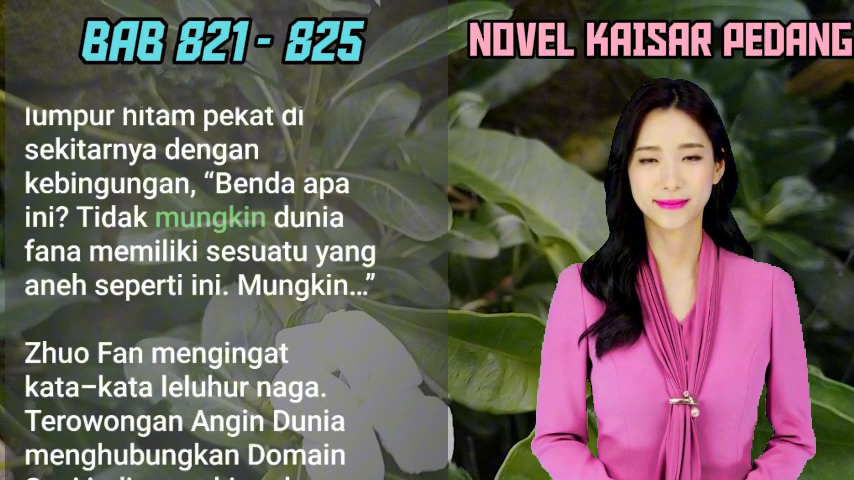 BAB 821 - 825
NOVEL KAISAR PEDANG
lumpur hitam pekat di
sekitarnya dengan
kebingungan, “Benda apa
ini? Tidak mungkin dunia
fana memiliki sesuatu yang
aneh seperti ini. Mungkin…”
Zhuo Fan mengingat
kata–kata leluhur naga.
Terowongan Angin Dunia
menghubungkan Domain